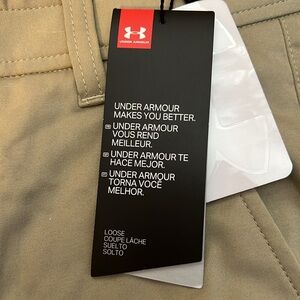 UNDER ARMOUR
UNDER ARMOUR
MAKES YOU BETTER.
UNDER ARMOUR
VOUS REND
MEILLEUR.
UNDER ARMOUR TE
HACE MEJOR.
UNDER ARMOUR
TORNA VOCÊ
MELHOR.
LOOSE
COUPE LÂCHE
SUELTO
SOLTO